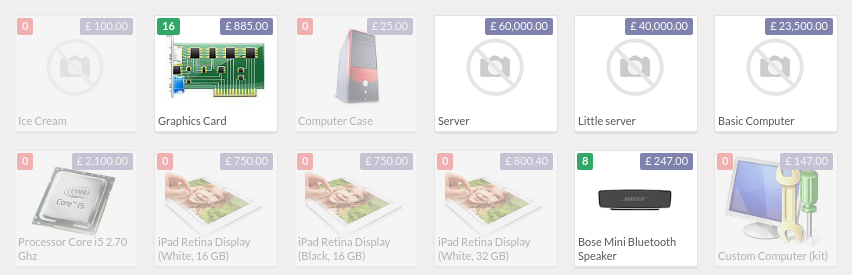 0 £ 100.00
Ice Cream
16 £ 885.00
Graphics Card
0 £ 25.00
Computer Case
£ 60,000.00
Server
£ 40,000.00
Little server
£ 23,500.00
Basic Computer
0 £ 2,100.00
intel
Core™ i5
Processor Core i5 2.70
Ghz
0 £ 750.00
iPad Retina Display
(White, 16 GB)
0 £ 750.00
iPad Retina Display
(Black, 16 GB)
0 £ 800.40
iPad Retina Display
(White, 32 GB)
8 £ 247.00
BOSE
Bose Mini Bluetooth
Speaker
0 £ 147.00
Custom Computer (kit)